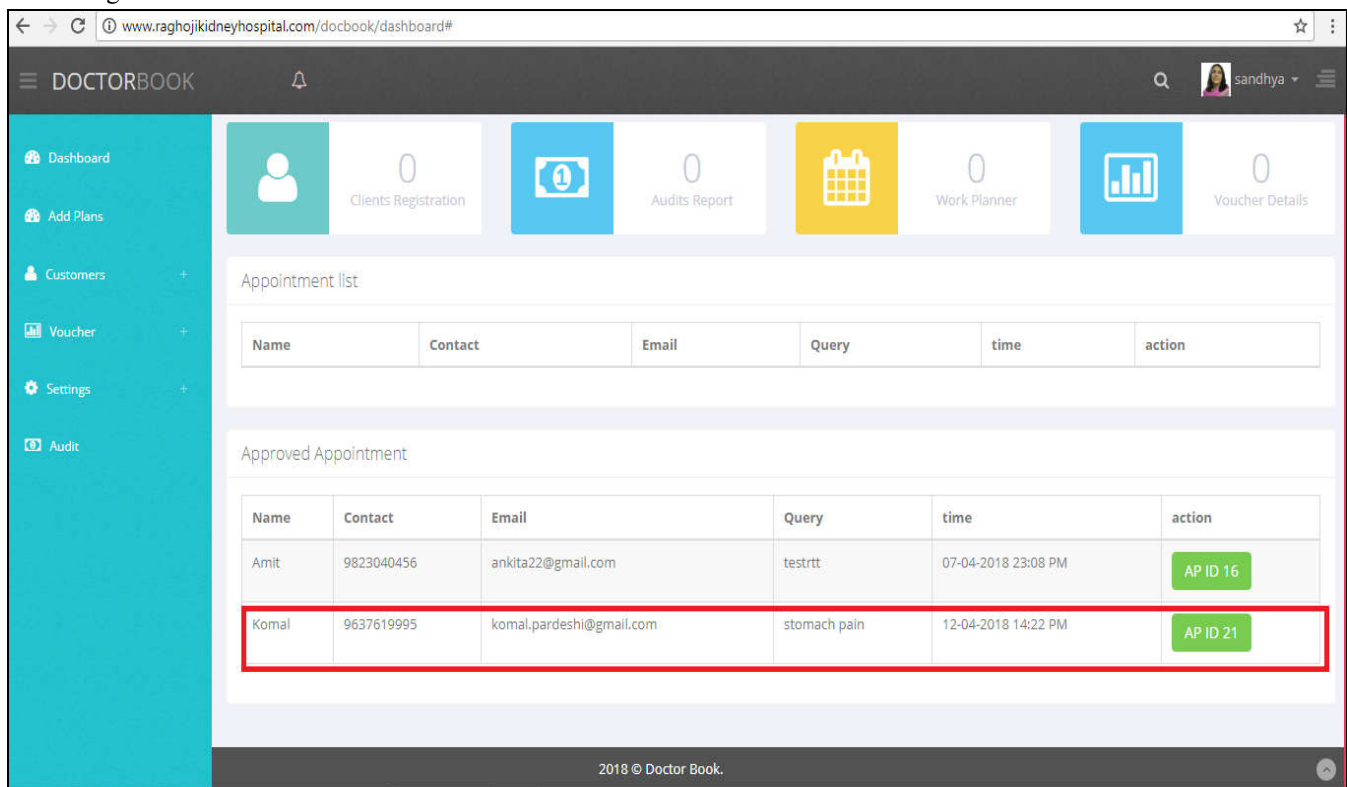 www.raghojikidneyhospital.com/docbook/dashboard#
DOCTORBOOK
sandhya
Dashboard
Add Plans
Customers +
Voucher +
Settings +
Audit
0
Clients Registration
1
0
Audits Report
0
Work Planner
0
Voucher Details
Appointment list
Name Contact Email Query time action
Approved Appointment
Name Contact Email Query time action
Amit 9823040456 ankita22@gmail.com testrtt 07-04-2018 23:08 PM AP ID 16
Komal 9637619995 komal.pardeshi@gmail.com stomach pain 12-04-2018 14:22 PM AP ID 21
2018 © Doctor Book.